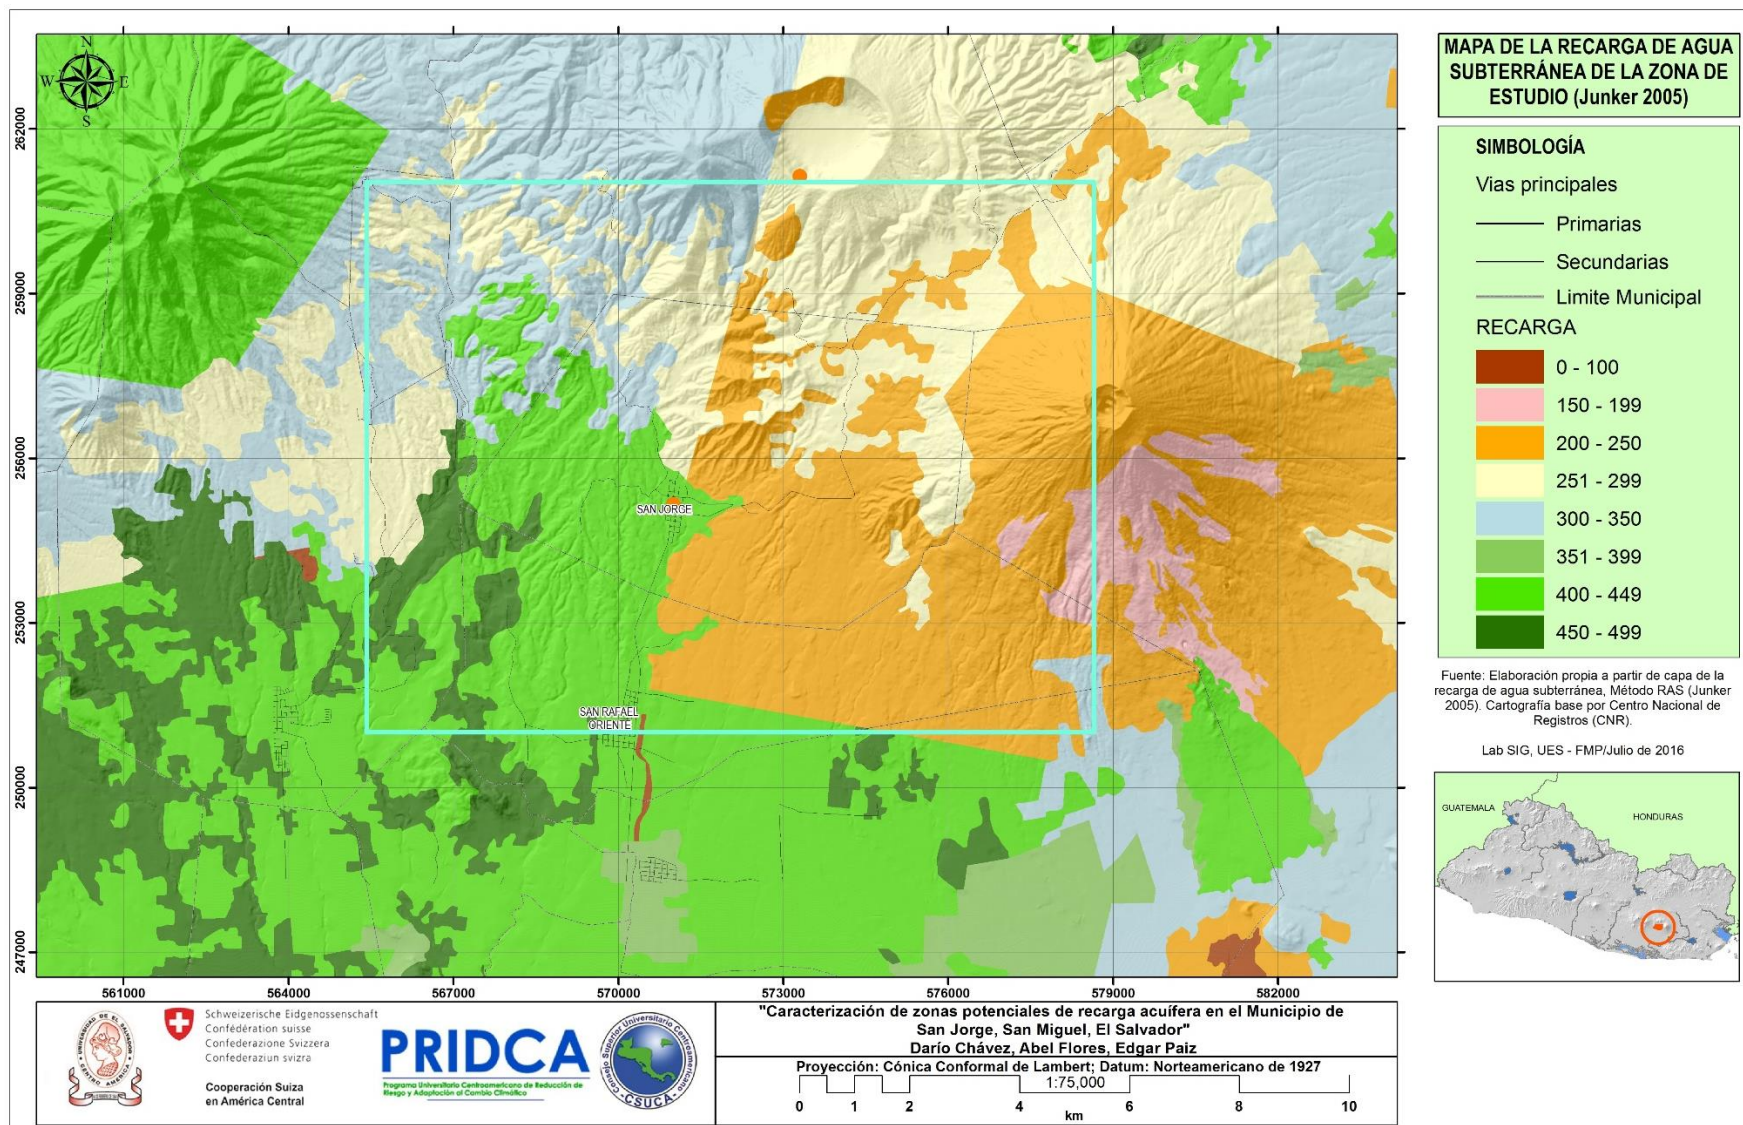 MAPA DE LA RECARGA DE AGUA
SUBTERRÁNEA DE LA ZONA DE
ESTUDIO (Junker 2005)
SIMBOLOGÍA
Vias principales
Primarias
Secundarias
Limite Municipal
RECARGA
0 - 100
150 - 199
200 - 250
251 - 299
300 - 350
351 - 399
400 - 449
450 - 499
Fuente: Elaboración propia a partir de capa de la
recarga de agua subterránea, Método RAS (Junker
2005). Cartografía base por Centro Nacional de
Registros (CNR).
Lab SIG, UES - FMP/Julio de 2016
GUATEMALA
HONDURAS
N
W
E
S
262000
259000
256000
253000
250000
247000
SAN JORGE
SAN RAFAEL
ORIENTE
561000
564000
567000
570000
573000
576000
579000
582000
UNIVERSIDAD DE EL SALVADOR
CENTRO AMÉRICA
Schweizerische Eidgenossenschaft
Confédération suisse
Confederazione Svizzera
Confederaziun svizra
Cooperación Suiza
en América Central
PRIDCA
Programa Universitario Centroamericano de Reducción de
Riesgo y Adaptación al Cambio Climático
Consejo Superior Universitario Centroamericano
-CSUCA-
"Caracterización de zonas potenciales de recarga acuífera en el Municipio de
San Jorge, San Miguel, El Salvador"
Darío Chávez, Abel Flores, Edgar Paiz
Proyección: Cónica Conformal de Lambert; Datum: Norteamericano de 1927
1:75,000
0 1 2 4 6 8 10
km